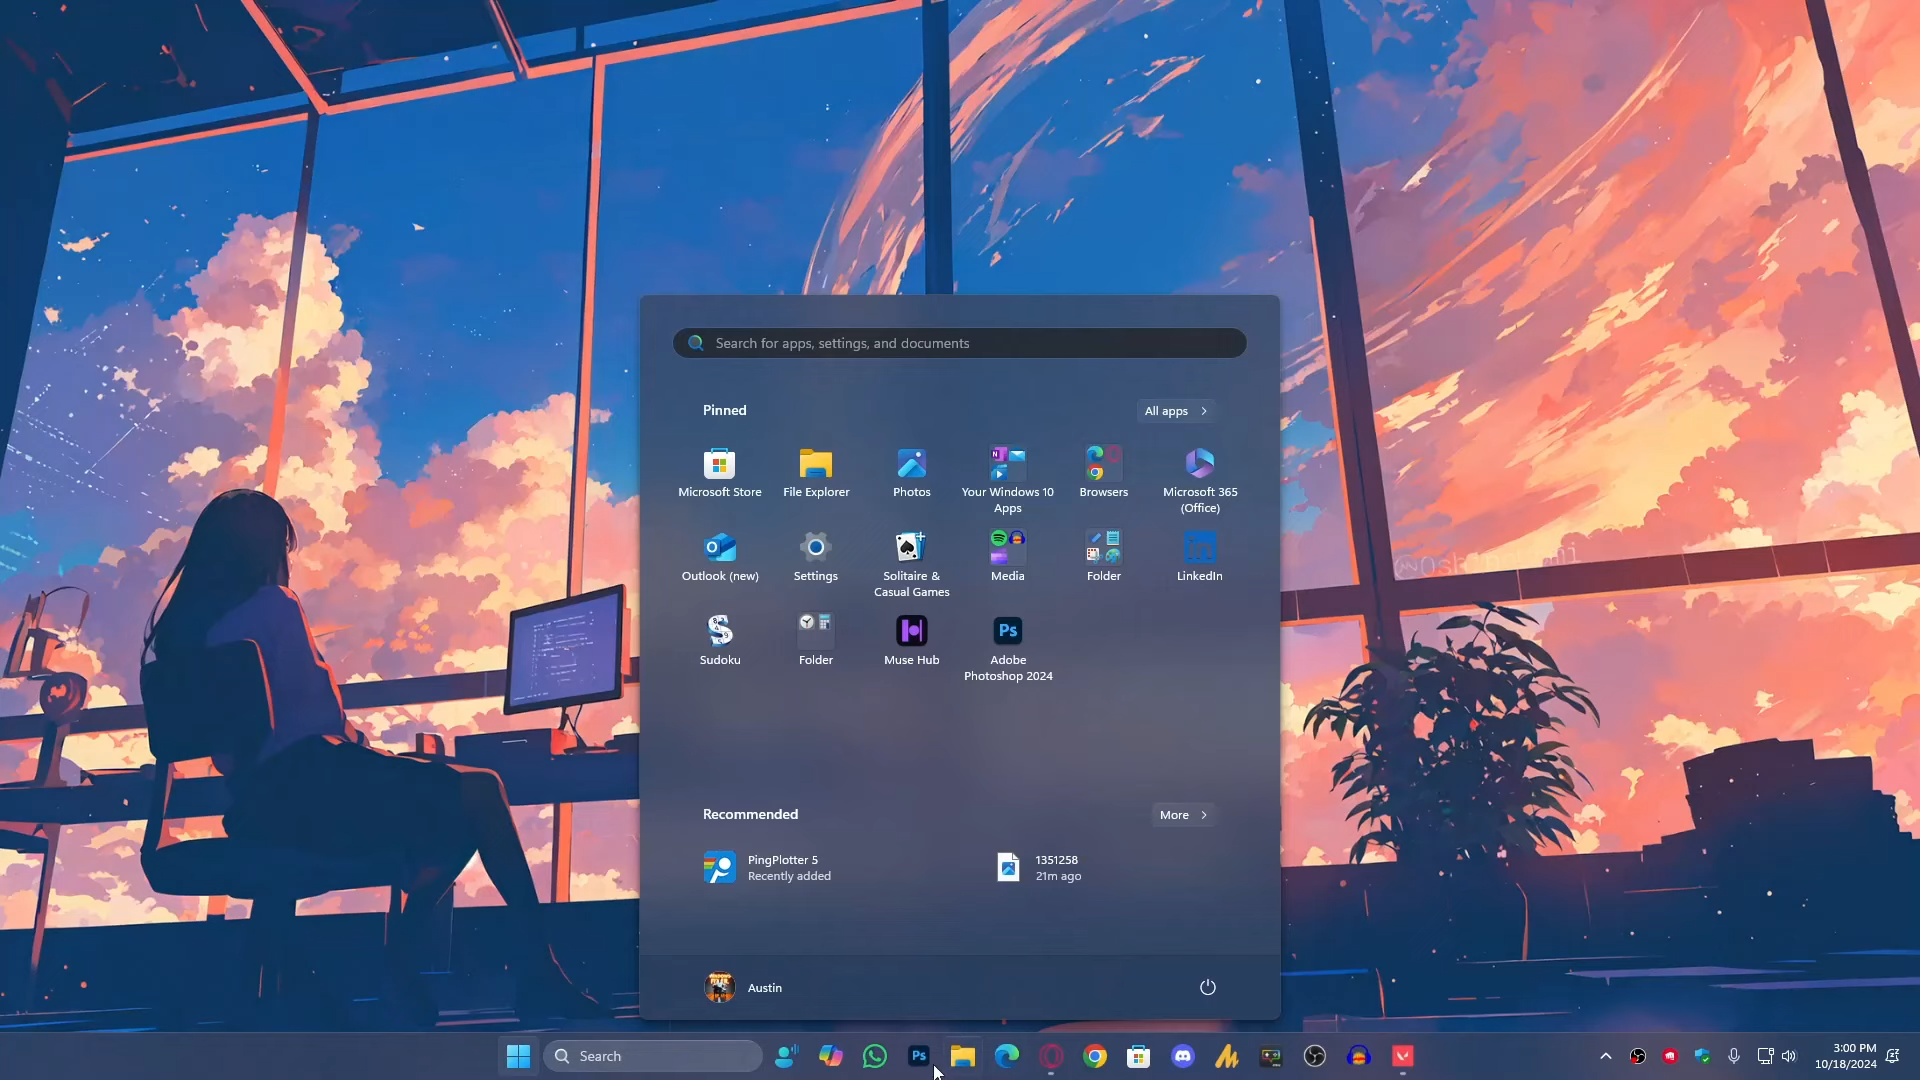 Search for apps, settings, and documents
Pinned
All apps
Microsoft Store
File Explorer
Photos
Your Windows 10
Apps
Browsers
Microsoft 365
(Office)
Outlook (new)
Settings
Solitaire &
Casual Games
Media
Folder
LinkedIn
Sudoku
Folder
Muse Hub
Ps
Adobe
Photoshop 2024
Recommended
More
PingPlotter 5
Recently added
1351258
21m ago
Austin
Search
Ps
3:00 PM
10/18/2024